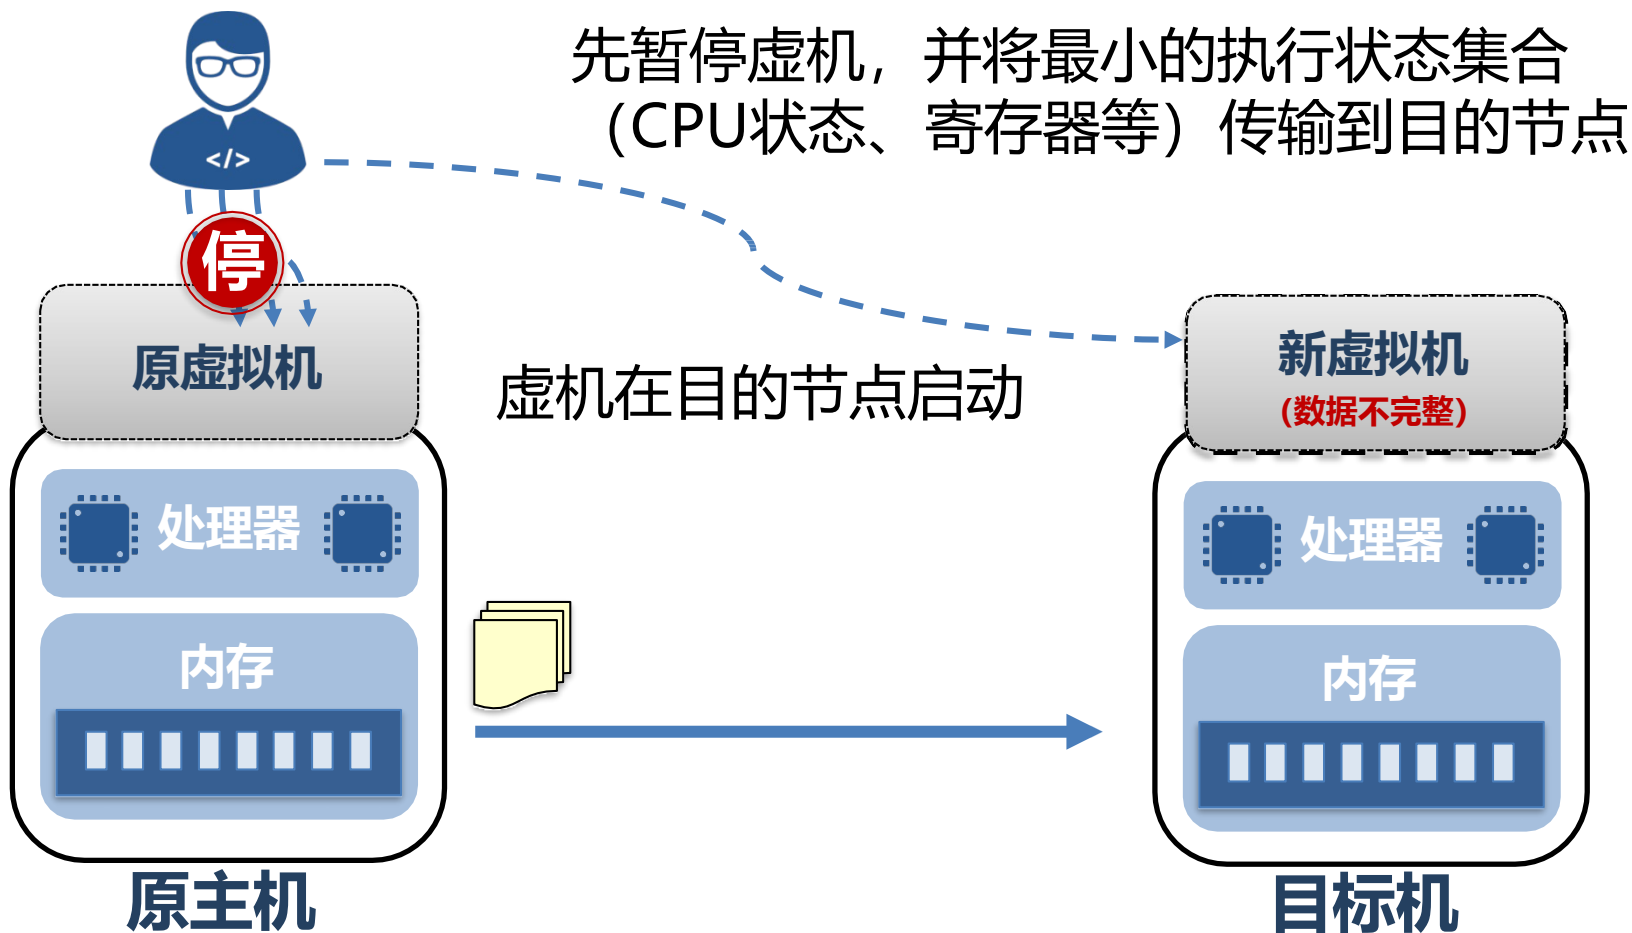 先暂停虚机，并将最小的执行状态集合
（CPU状态、寄存器等）传输到目的节点
</>
停
原虚拟机
新虚拟机
(数据不完整)
虚机在目的节点启动
处理器
处理器
内存
内存
原主机
目标机